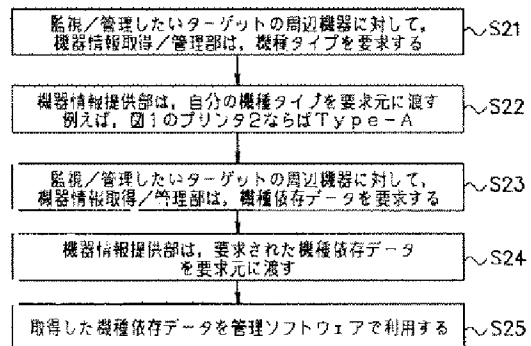 監視／管理したいターゲットの周辺機器に対して，
機器情報取得／管理部は，機種タイプを要求する
S21
機器情報提供部は，自分の機種タイプを要求元に渡す
例えば，図1のプリンタ2ならばType-A
S22
監視／管理したいターゲットの周辺機器に対して，
機器情報取得／管理部は，機種依存データを要求する
S23
機器情報提供部は，要求された機種依存データ
を要求元に渡す
S24
取得した機種依存データを管理ソフトウェアで利用する
S25